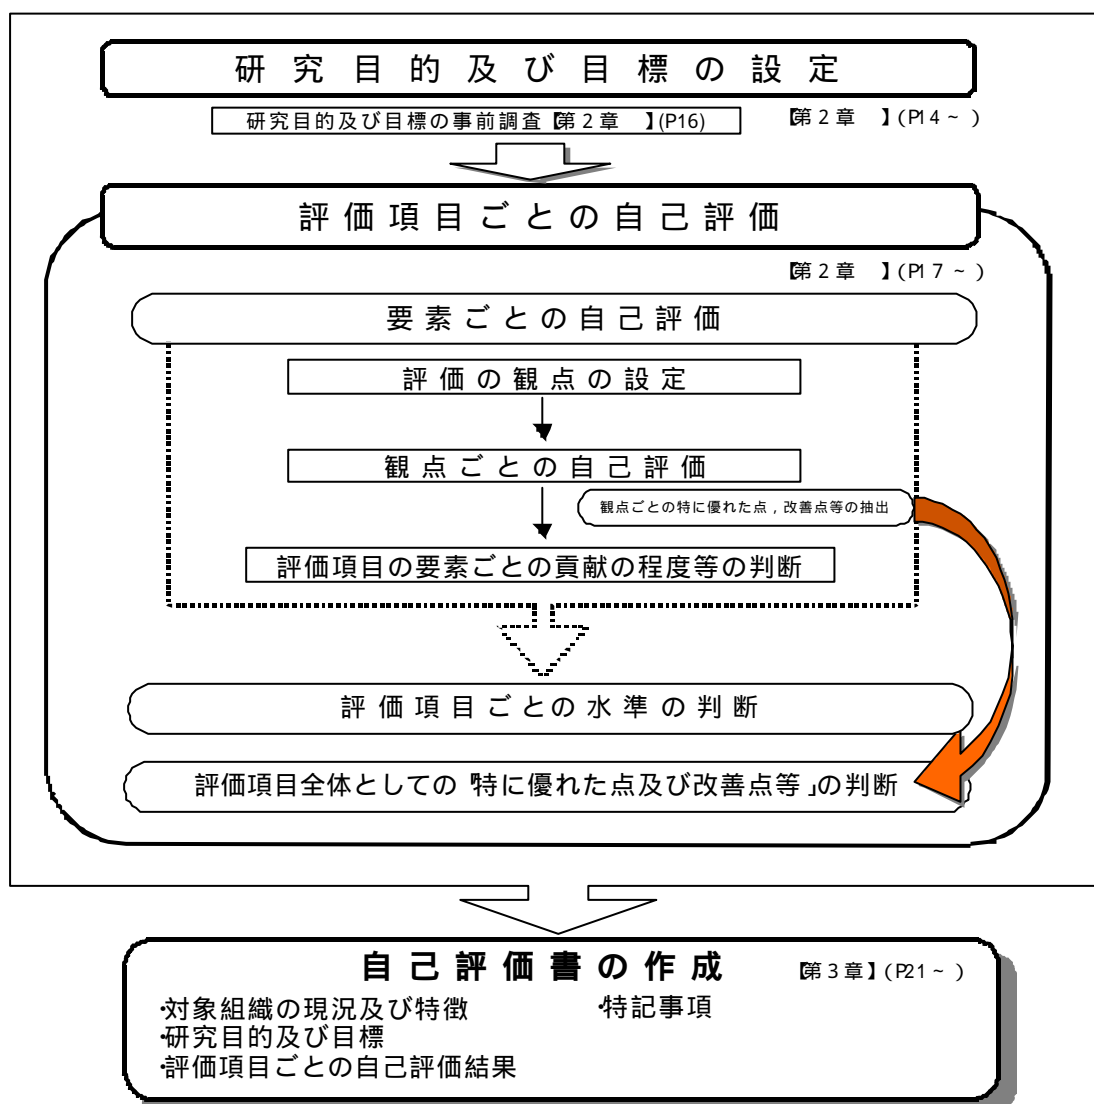 研究目的及び目標の設定
研究目的及び目標の事前調査【第2章　】(P16)
【第2章　】(P14～)
評価項目ごとの自己評価
【第2章　】(P17～)
要素ごとの自己評価
評価の観点の設定
観点ごとの自己評価
観点ごとの特に優れた点，改善点等の抽出
評価項目の要素ごとの貢献の程度等の判断
評価項目ごとの水準の判断
評価項目全体としての「特に優れた点及び改善点等」の判断
自己評価書の作成
【第3章】(P21～)
・対象組織の現況及び特徴
・特記事項
・研究目的及び目標
・評価項目ごとの自己評価結果